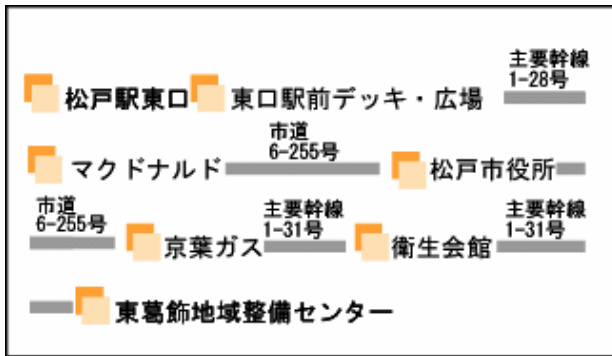 主要幹線
1-28号
松戸駅東口 東口駅前デッキ・広場
市道
6-255号
マクドナルド 松戸市役所
市道
6-255号
主要幹線
1-31号
主要幹線
1-31号
京葉ガス 衛生会館
東葛飾地域整備センター